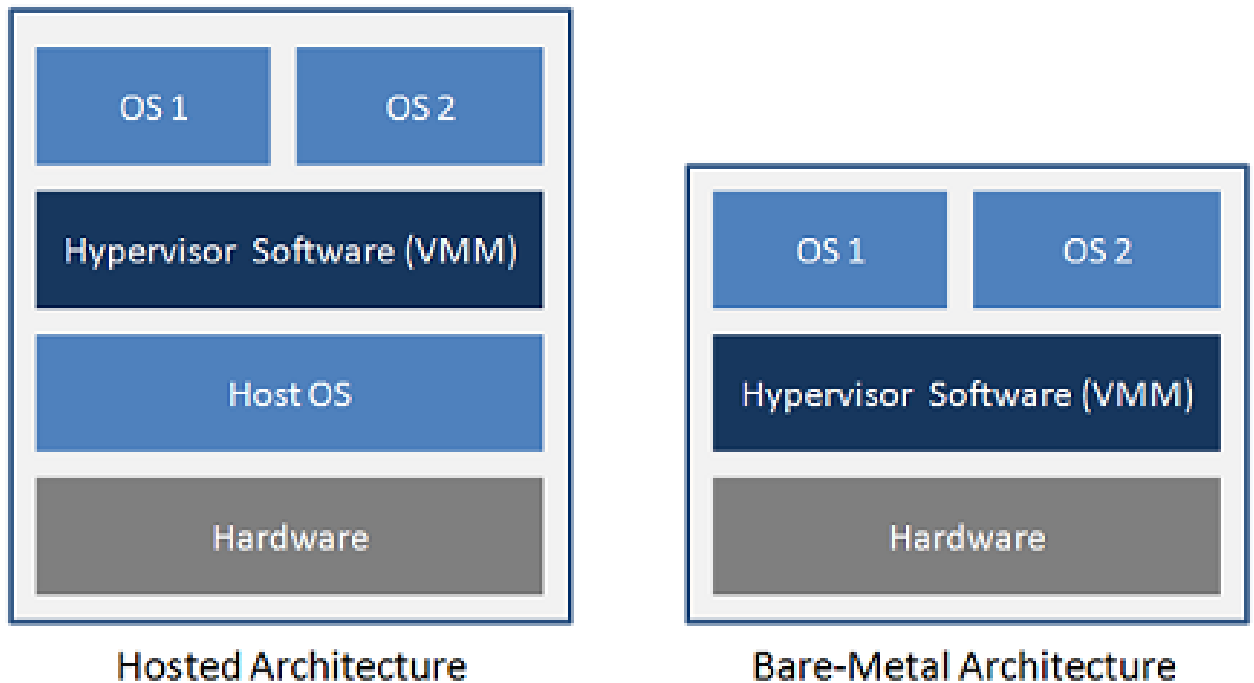 OS 1
OS 2
Hypervisor Software (VMM)
Host OS
Hardware
Hosted Architecture
OS 1
OS 2
Hypervisor Software (VMM)
Hardware
Bare-Metal Architecture